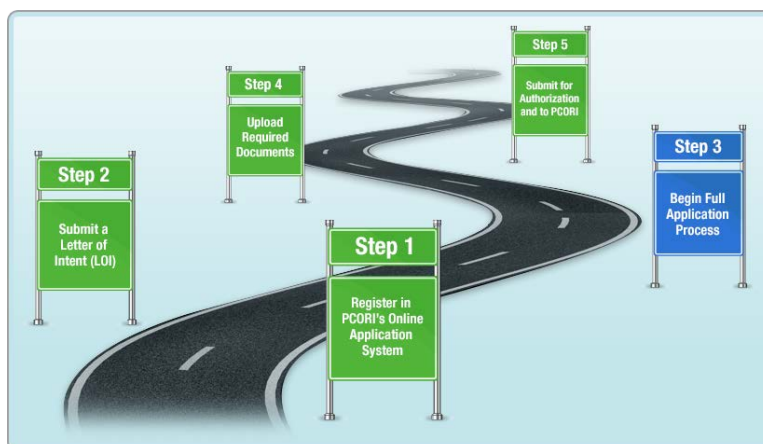 Step 1
Register in
PCORI's Online
Application
System
Step 2
Submit a
Letter of
Intent (LOI)
Step 3
Begin Full
Application
Process
Step 4
Upload
Required
Documents
Step 5
Submit for
Authorization
and to PCORI